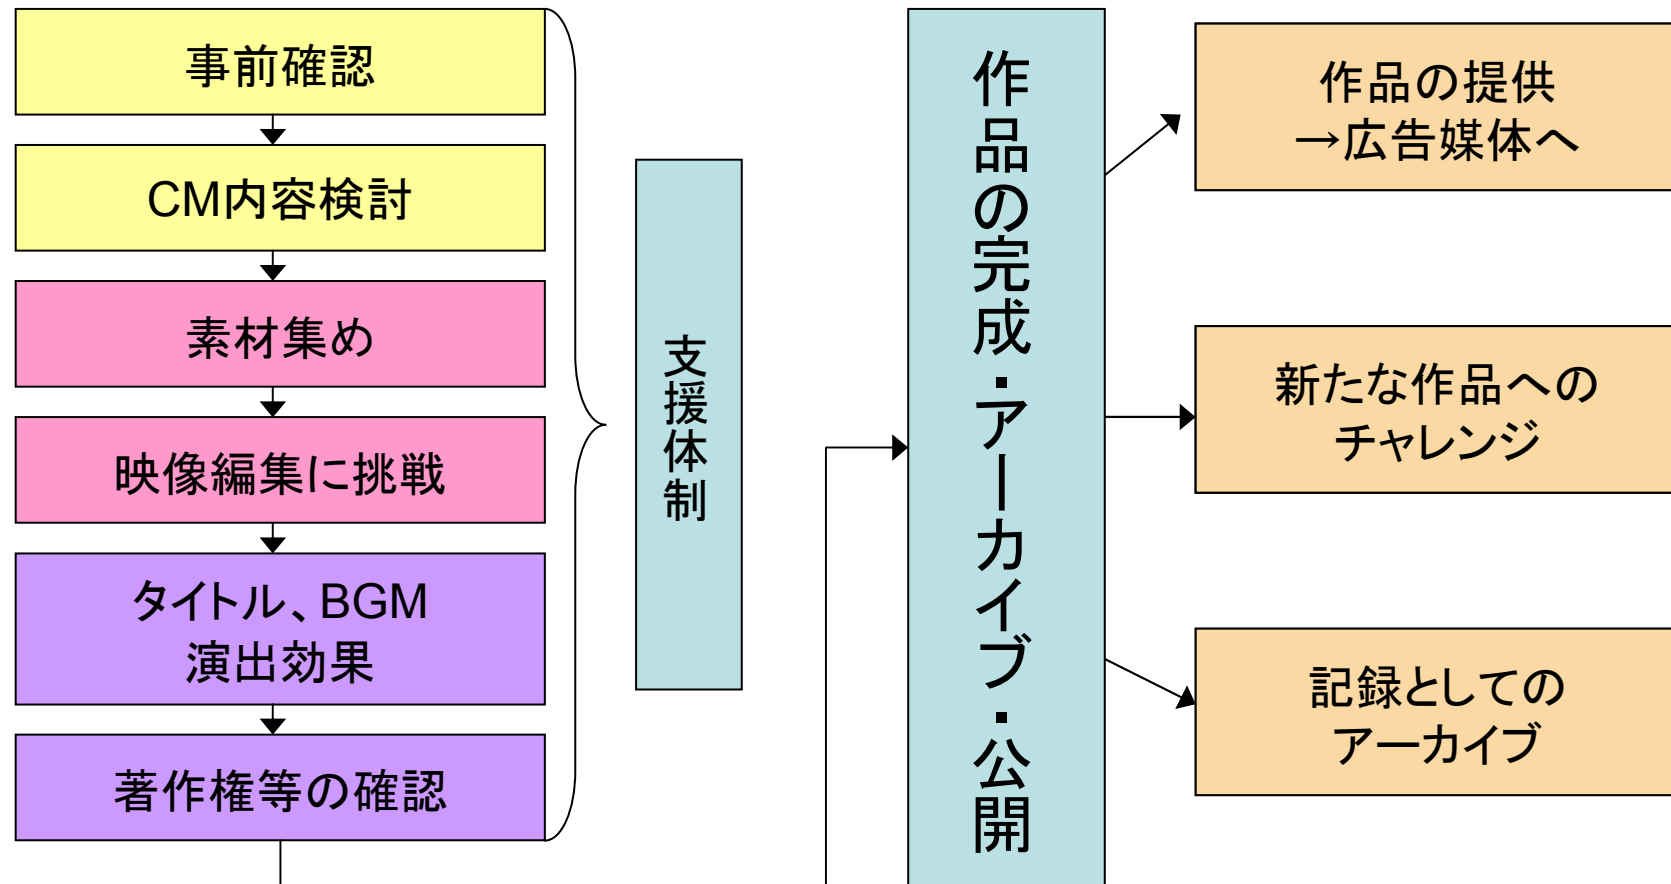 事前確認
CM内容検討
素材集め
映像編集に挑戦
タイトル、BGM
演出効果
著作権等の確認
支援体制
作品の完成・アーカイブ・公開
作品の提供
→広告媒体へ
新たな作品への
チャレンジ
記録としての
アーカイブ